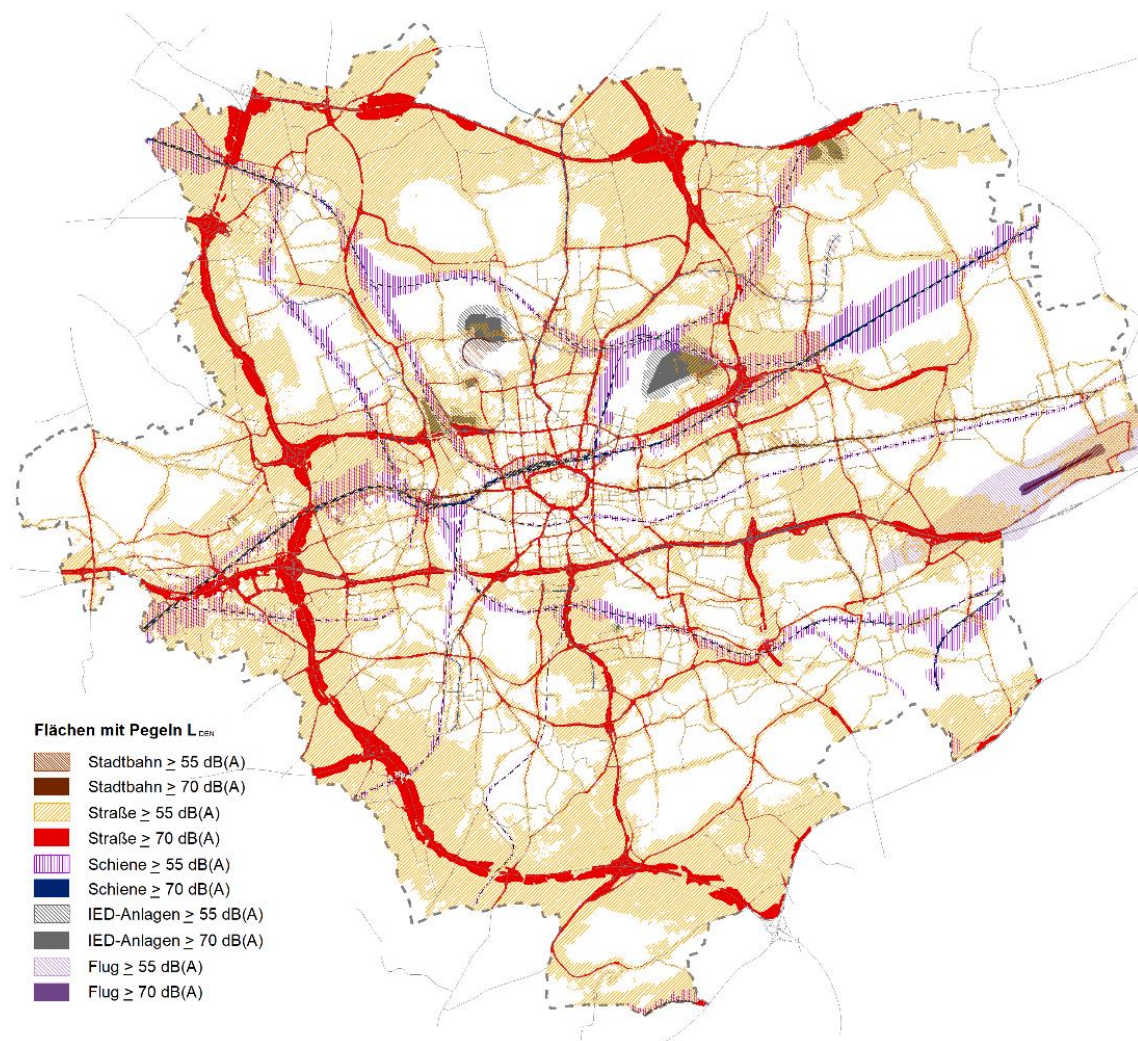 Flächen mit Pegeln L DEN
Stadtbahn ≥ 55 dB(A)
Stadtbahn ≥ 70 dB(A)
Straße ≥ 55 dB(A)
Straße ≥ 70 dB(A)
Schiene ≥ 55 dB(A)
Schiene ≥ 70 dB(A)
IED-Anlagen ≥ 55 dB(A)
IED-Anlagen ≥ 70 dB(A)
Flug ≥ 55 dB(A)
Flug ≥ 70 dB(A)